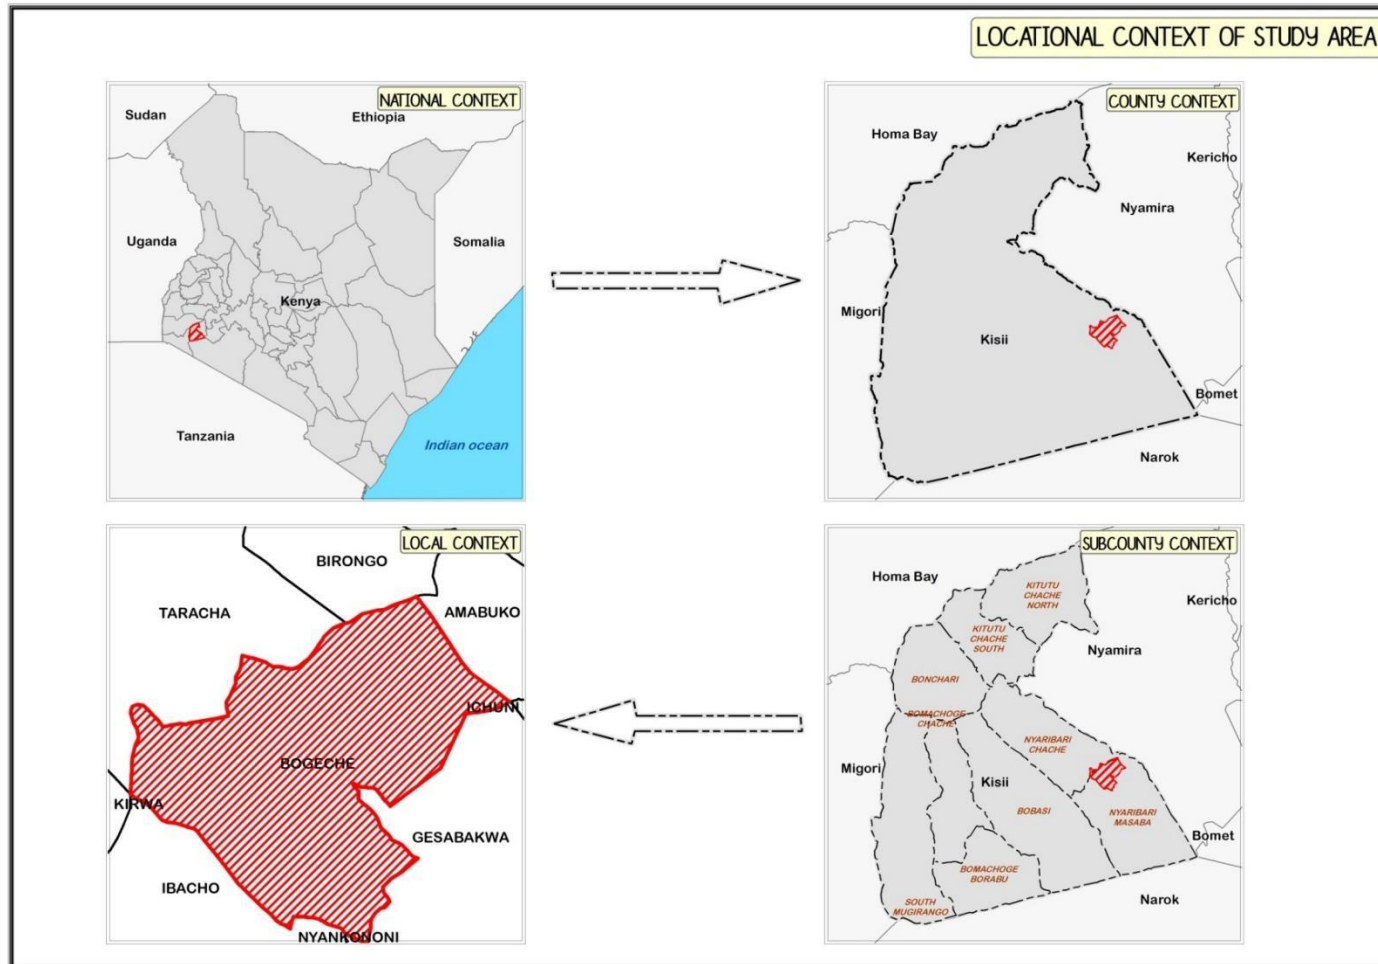 LOCATIONAL CONTEXT OF STUDY AREA
NATIONAL CONTEXT
Sudan
Ethiopia
Uganda
Somalia
Kenya
Tanzania
Indian ocean
COUNTY CONTEXT
Homa Bay
Kericho
Nyamira
Migori
Kisii
Bomet
Narok
LOCAL CONTEXT
BIRONGO
TARACHA
AMABUKO
ICHUNI
BOGECHE
KIRWA
GESABAKWA
IBACHO
NYANKONONI
SUBCOUNTY CONTEXT
Homa Bay
KITUTU
CHACHE
NORTH
Kericho
KITUTU
CHACHE
SOUTH
Nyamira
BONCHARI
BOMACHOGE
CHACHE
NYARIBARI
CHACHE
Migori
Kisii
BOBASI
NYARIBARI
MASABA
Bomet
BOMACHOGE
BORABU
SOUTH
MUGIRANGO
Narok